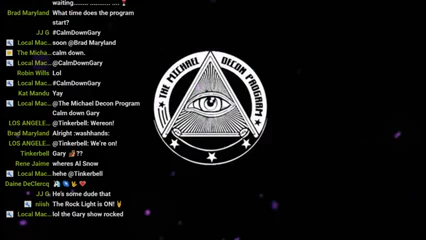 waiting......... ........... ....
Brad Maryland What time does the program
start?
JJ G #CalmDownGary
Local Mac... soon @Brad Maryland
The Micha... calm down.
Local Mac... @CalmDownGary
Robin Wills Lol
Local Mac... #CalmDownGary
Kat Mandu Yay
Local Mac... @The Michael Decon Program
Calm down Gary
LOS ANGELE... @Tinkerbell: Wereon!
Brad Maryland Alright :washhands:
LOS ANGELE... @Tinkerbell: We're on!
Tinkerbell Gary ??
Rene Jaime wheres Al Snow
Local Mac... hehe @Tinkerbell
Daine DeClercq
JJ G He's some dude that
niish The Rock Light is ON!
Local Mac... lol the Gary show rocked
THE MICHAEL DECON PROGRAM